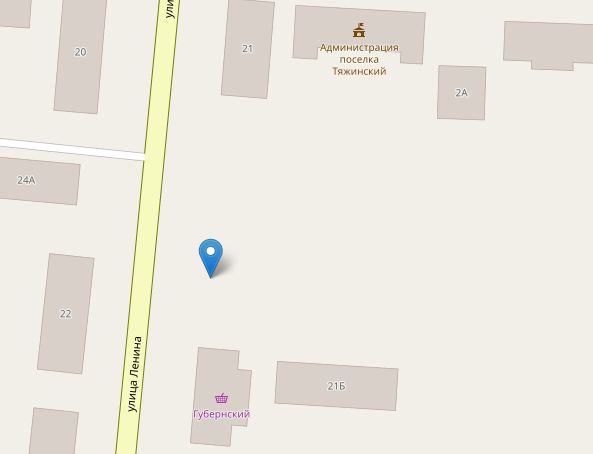 ули
20
21
Администрация
поселка
Тяжинский
2А
24А
22
улица Ленина
21Б
Губернский